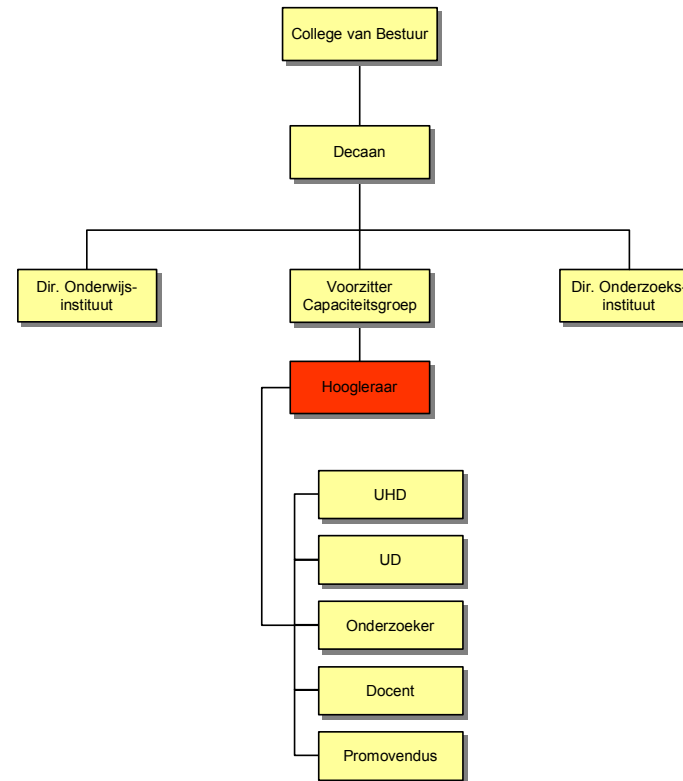 College van Bestuur
Decaan
Dir. Onderwijs-
instituut
Voorzitter
Capaciteitsgroep
Dir. Onderzoeks-
instituut
Hoogleraar
UHD
UD
Onderzoeker
Docent
Promovendus